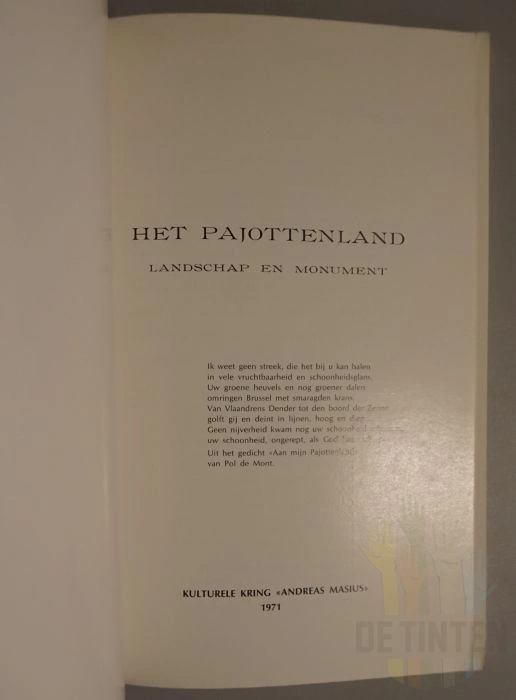 HET PAJOTTENLAND
LANDSCHAP EN MONUMENT
Ik weet geen streek, die het bij u kan halen
in vele vruchtbaarheid en schoonheidsglans.
Uw groene heuvels en nog groener dalen
omringen Brussel met smaragden krans.
Van Vlaandrens Dender tot den boord der Zenne
golft gij en deint in lijnen, hoog en
Geen nijverheid kwam nog uw schoonheid
uw schoonheid, ongerept, als God
Uit het gedicht «Aan mijn Pajottenland»
van Pol de Mont.
KULTURELE KRING «ANDREAS MASIUS»
1971
DE TINTEN